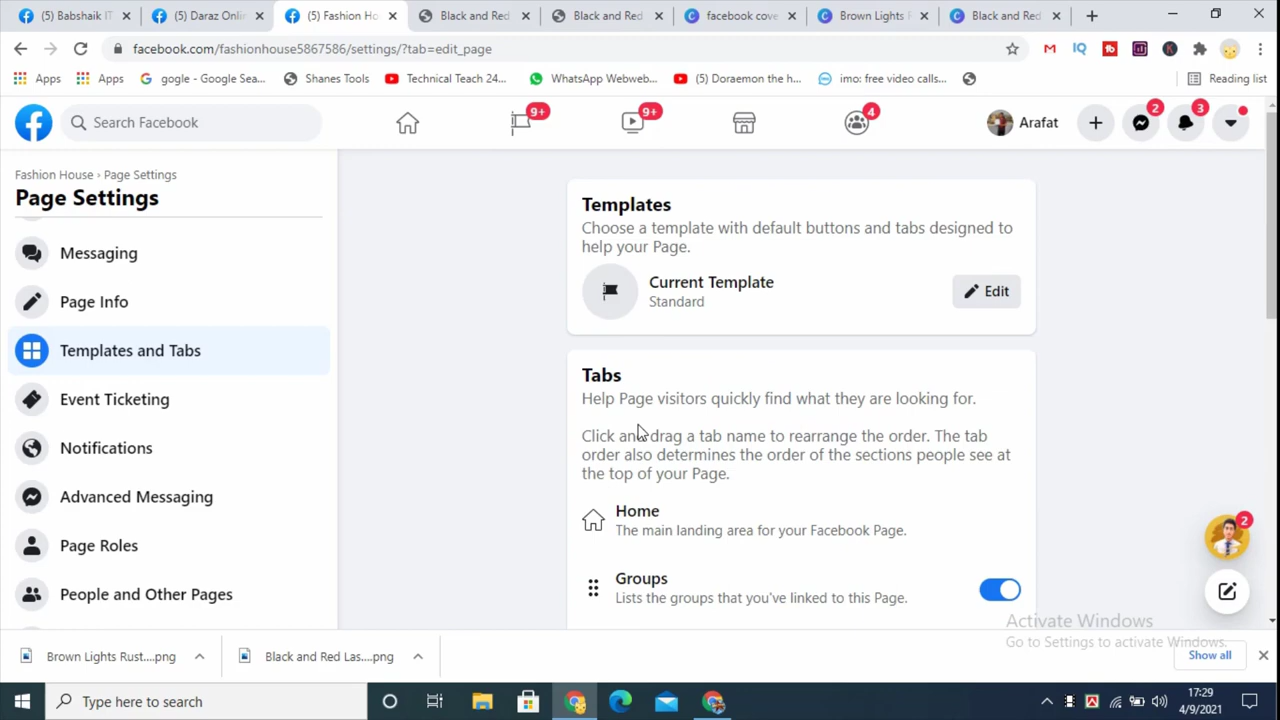 (5) Babshaik IT
(5) Daraz Onli
(5) Fashion Ho
Black and Red
Black and Red
facebook cove
Brown Lights R
Black and Red
facebook.com/fashionhouse5867586/settings/?tab=edit_page
Apps
Apps
gogle - Google Sea...
Shanes Tools
Technical Teach 24...
WhatsApp Webweb...
(5) Doraemon the h...
imo: free video calls...
Reading list
Search Facebook
9+
9+
4
Arafat
2
3
Fashion House › Page Settings
Page Settings
Messaging
Page Info
Templates and Tabs
Event Ticketing
Notifications
Advanced Messaging
Page Roles
People and Other Pages
Templates
Choose a template with default buttons and tabs designed to
help your Page.
Current Template
Standard
Edit
Tabs
Help Page visitors quickly find what they are looking for.
Click and drag a tab name to rearrange the order. The tab
order also determines the order of the sections people see at
the top of your Page.
Home
The main landing area for your Facebook Page.
Groups
Lists the groups that you've linked to this Page.
2
Activate Windows
Go to Settings to activate Windows.
Brown Lights Rust....png
Black and Red Las....png
Show all
Type here to search
17:29
4/9/2021